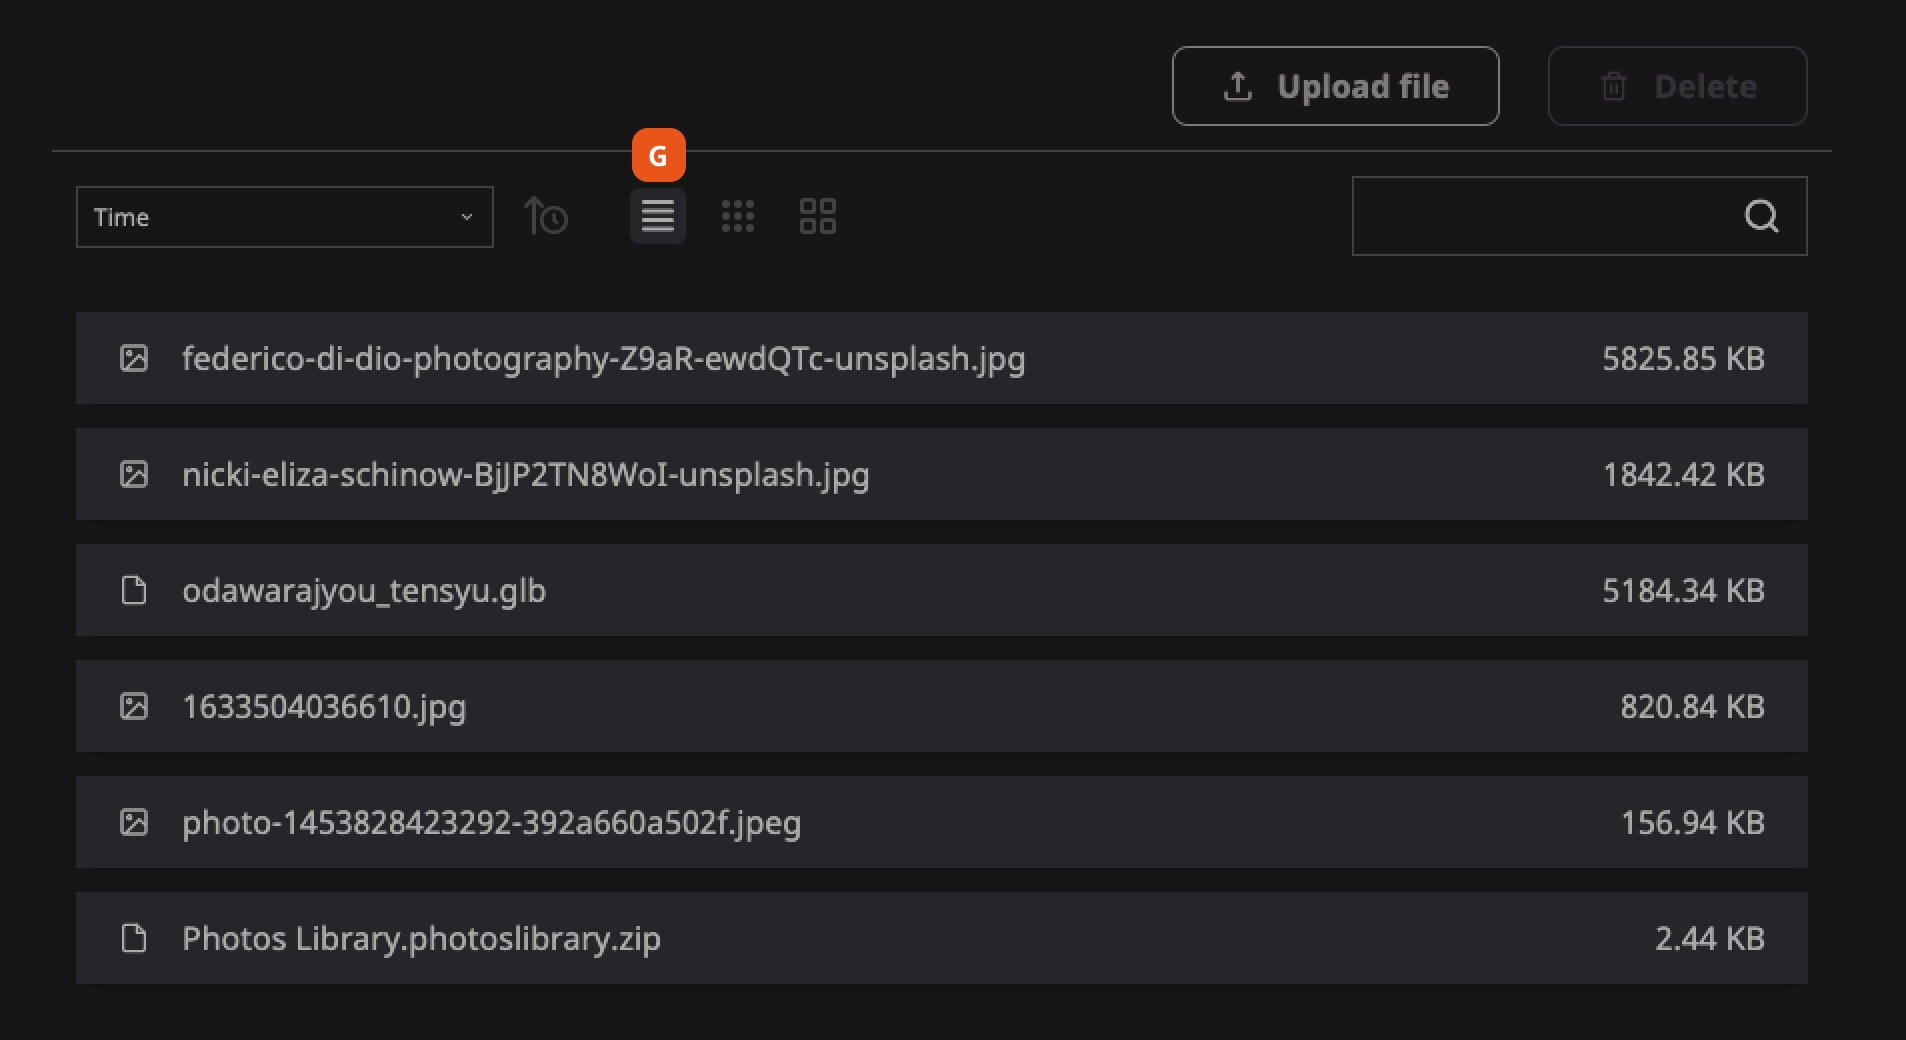 Upload file
Delete
G
Time
federico-di-dio-photography-Z9aR-ewdQTc-unsplash.jpg
5825.85 KB
nicki-eliza-schinow-BjJP2TN8WoI-unsplash.jpg
1842.42 KB
odawarajyou_tensyu.glb
5184.34 KB
1633504036610.jpg
820.84 KB
photo-1453828423292-392a660a502f.jpeg
156.94 KB
Photos Library.photoslibrary.zip
2.44 KB